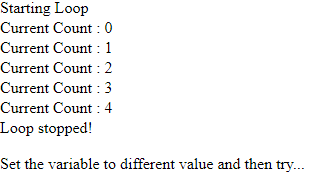 Starting Loop
Current Count : 0
Current Count : 1
Current Count : 2
Current Count : 3
Current Count : 4
Loop stopped!
Set the variable to different value and then try...